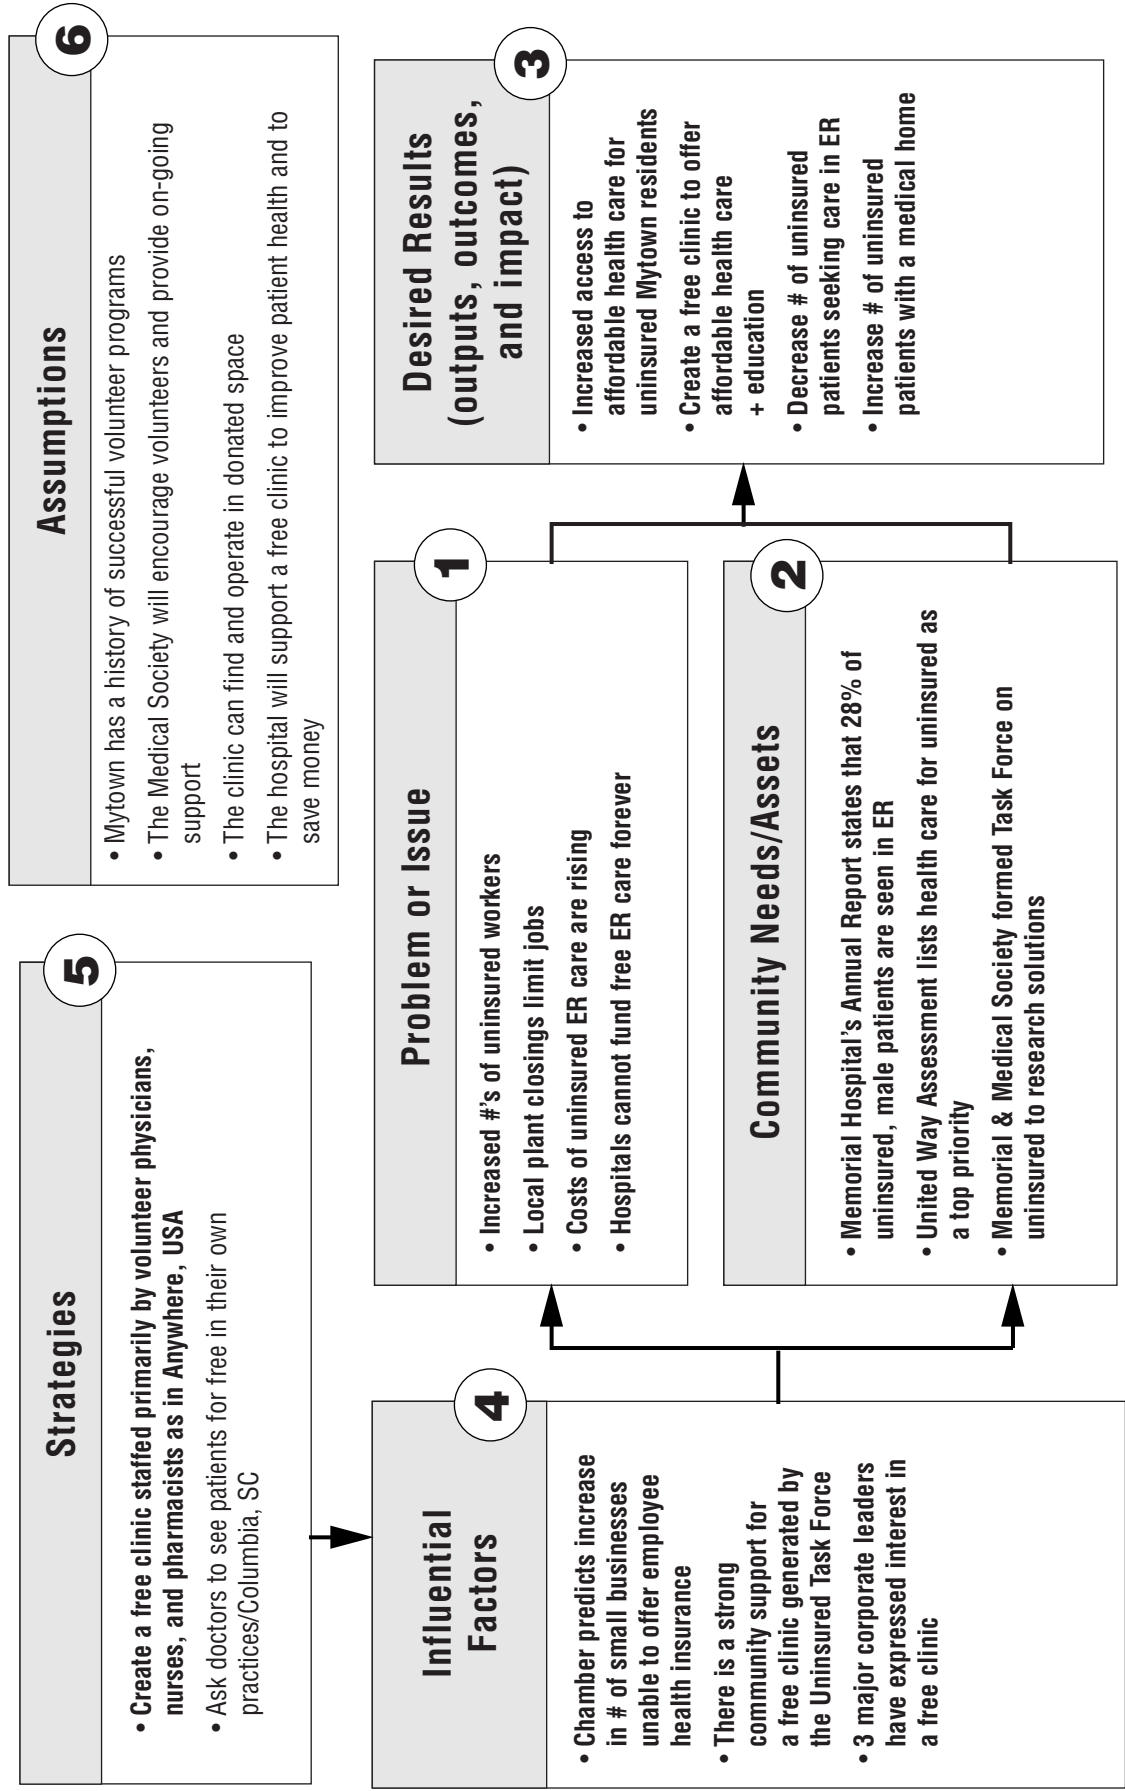 Strategies
5
• Create a free clinic staffed primarily by volunteer physicians,
nurses, and pharmacists as in Anywhere, USA
• Ask doctors to see patients for free in their own
practices/Columbia, SC
Assumptions
6
• Mytown has a history of successful volunteer programs
• The Medical Society will encourage volunteers and provide on-going
support
• The clinic can find and operate in donated space
• The hospital will support a free clinic to improve patient health and to
save money
Influential
Factors
4
• Chamber predicts increase
in # of small businesses
unable to offer employee
health insurance
• There is a strong
community support for
a free clinic generated by
the Uninsured Task Force
• 3 major corporate leaders
have expressed interest in
a free clinic
Problem or Issue
1
• Increased #'s of uninsured workers
• Local plant closings limit jobs
• Costs of uninsured ER care are rising
• Hospitals cannot fund free ER care forever
Community Needs/Assets
2
• Memorial Hospital's Annual Report states that 28% of
uninsured, male patients are seen in ER
• United Way Assessment lists health care for uninsured as
a top priority
• Memorial & Medical Society formed Task Force on
uninsured to research solutions
Desired Results
(outputs, outcomes,
and impact)
3
• Increased access to
affordable health care for
uninsured Mytown residents
• Create a free clinic to offer
affordable health care
+ education
• Decrease # of uninsured
patients seeking care in ER
• Increase # of uninsured
patients with a medical home